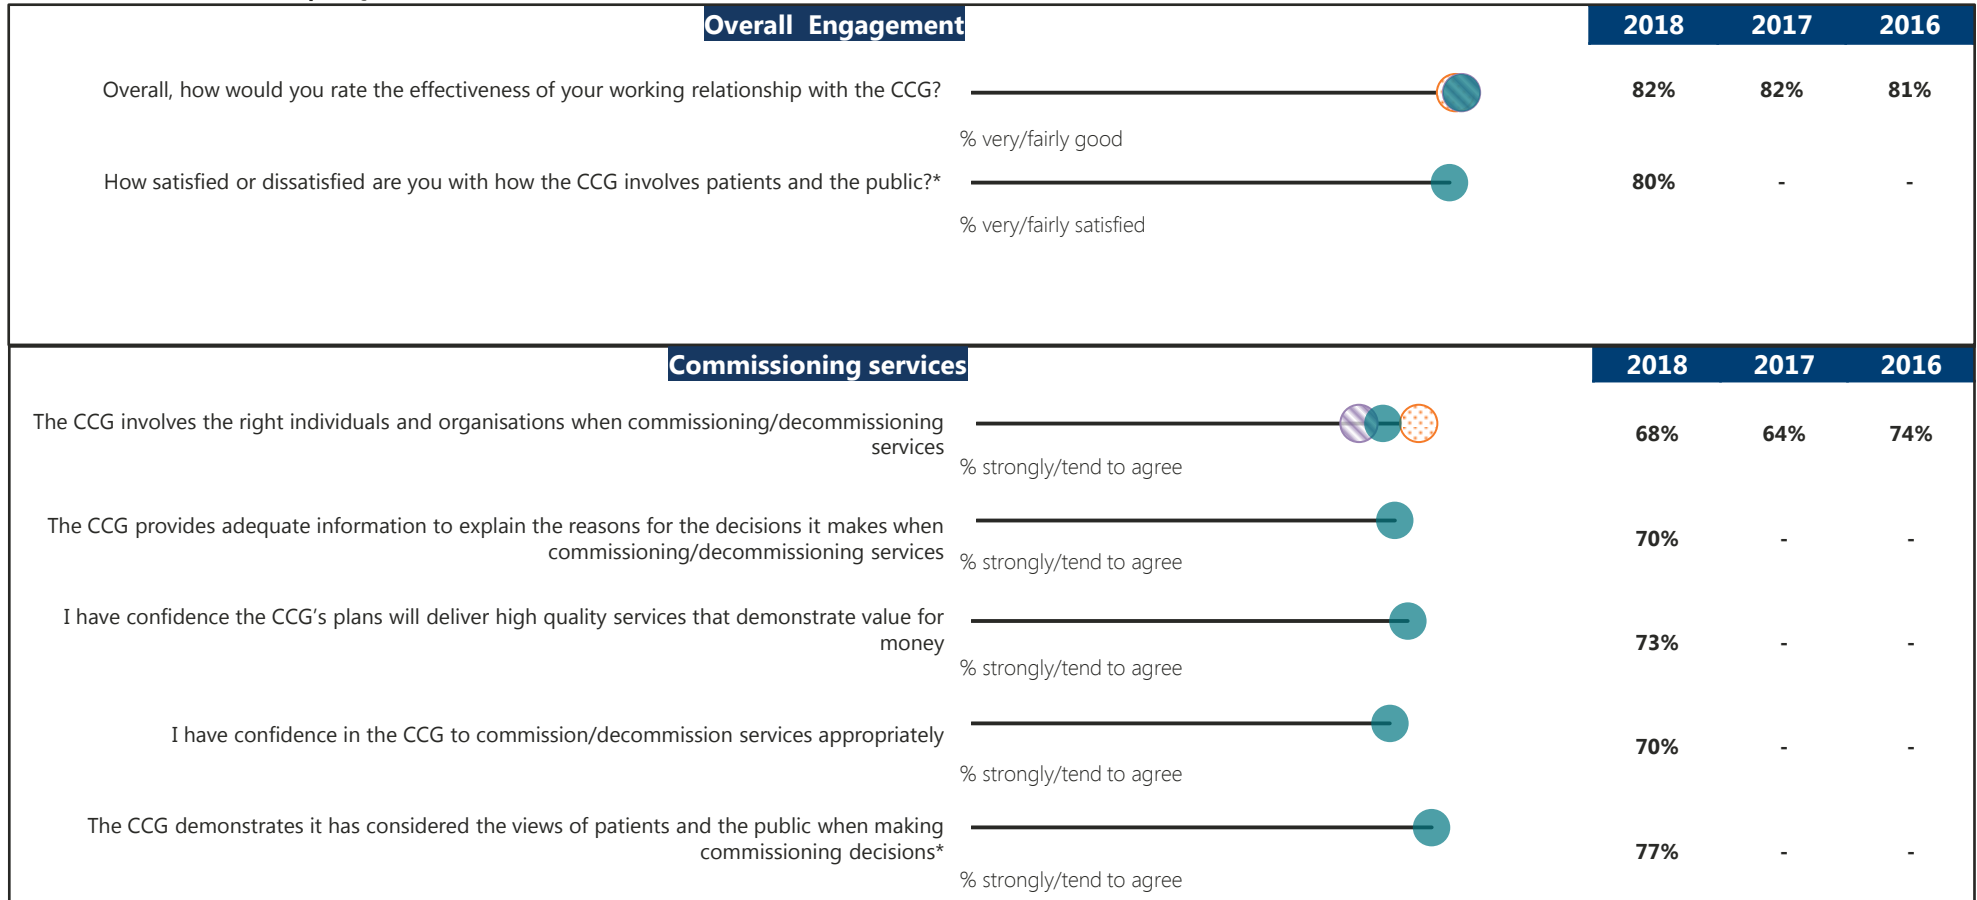 Overall Engagement 2018 2017 2016
Overall, how would you rate the effectiveness of your working relationship with the CCG? 82% 82% 81%
% very/fairly good
How satisfied or dissatisfied are you with how the CCG involves patients and the public?* 80% - -
% very/fairly satisfied
Commissioning services 2018 2017 2016
The CCG involves the right individuals and organisations when commissioning/decommissioning
services
68% 64% 74%
% strongly/tend to agree
The CCG provides adequate information to explain the reasons for the decisions it makes when
commissioning/decommissioning services
70% - -
% strongly/tend to agree
I have confidence the CCG’s plans will deliver high quality services that demonstrate value for
money
73% - -
% strongly/tend to agree
I have confidence in the CCG to commission/decommission services appropriately
70% - -
% strongly/tend to agree
The CCG demonstrates it has considered the views of patients and the public when making
commissioning decisions*
77% - -
% strongly/tend to agree